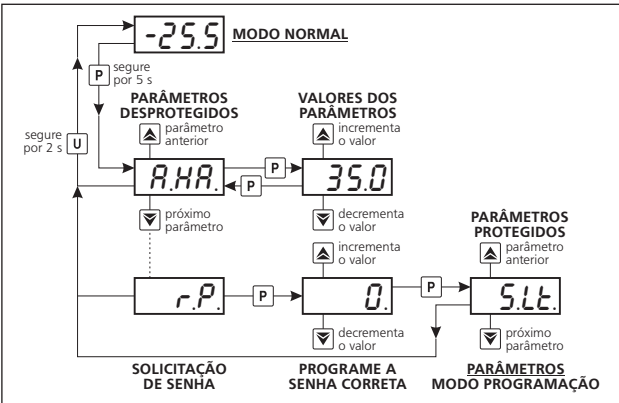 -25.5
MODO NORMAL
P
segure
por 5 s
PARÂMETROS
DESPROTEGIDOS
VALORES DOS
PARÂMETROS
segure
por 2 s
U
parâmetro
anterior
incrementa
o valor
A.HA.
P
P
35.0
próximo
parâmetro
decrementa
o valor
PARÂMETROS
PROTEGIDOS
incrementa
o valor
parâmetro
anterior
r.P.
P
0.
P
S.Lt.
decrementa
o valor
próximo
parâmetro
SOLICITAÇÃO
DE SENHA
PROGRAME A
SENHA CORRETA
PARÂMETROS
MODO PROGRAMAÇÃO